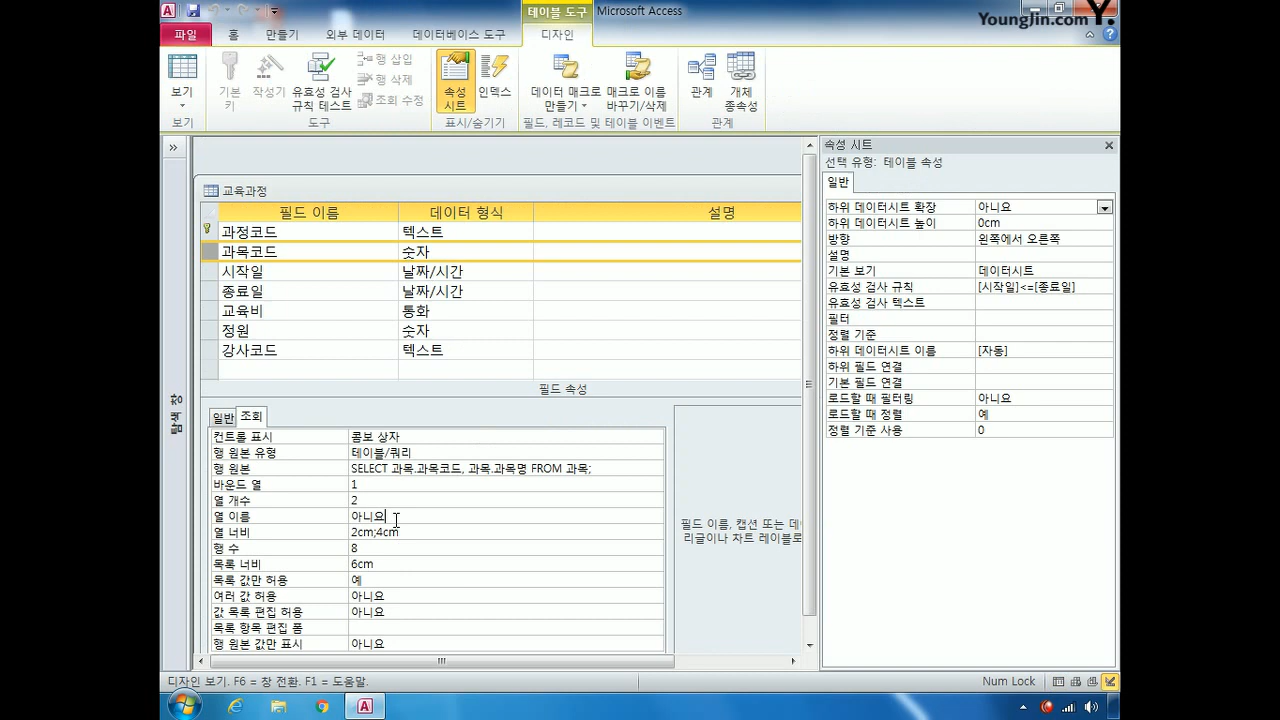 테이블 도구
Microsoft Access
YoungJin.com Y.
파일
홈
만들기
외부 데이터
데이터베이스 도구
디자인
보기
기본 키
작성기
유효성 검사 규칙 테스트
행 삽입
행 삭제
조회 수정
속성 시트
인덱스
데이터 매크로 만들기
매크로 이름 바꾸기/삭제
관계
개체 종속성
보기
도구
표시/숨기기
필드, 레코드 및 테이블 이벤트
관계
탐색 창
교육과정
필드 이름 데이터 형식 설명
과정코드 텍스트
과목코드 숫자
시작일 날짜/시간
종료일 날짜/시간
교육비 통화
정원 숫자
강사코드 텍스트
필드 속성
일반 조회
컨트롤 표시 콤보 상자
행 원본 유형 테이블/쿼리
행 원본 SELECT 과목.과목코드, 과목.과목명 FROM 과목;
바운드 열 1
열 개수 2
열 이름 아니요
열 너비 2cm;4cm
행 수 8
목록 너비 6cm
목록 값만 허용 예
여러 값 허용 아니요
값 목록 편집 허용 아니요
목록 항목 편집 폼
행 원본 값만 표시 아니요
필드 이름, 캡션 또는 데
리글이나 차트 레이블로
속성 시트
선택 유형: 테이블 속성
일반
하위 데이터시트 확장 아니요
하위 데이터시트 높이 0cm
방향 왼쪽에서 오른쪽
설명
기본 보기 데이터시트
유효성 검사 규칙 [시작일]<=[종료일]
유효성 검사 텍스트
필터
정렬 기준
하위 데이터시트 이름 [자동]
하위 필드 연결
기본 필드 연결
로드할 때 필터링 아니요
로드할 때 정렬 예
정렬 기준 사용 0
디자인 보기. F6 = 창 전환. F1 = 도움말.
Num Lock